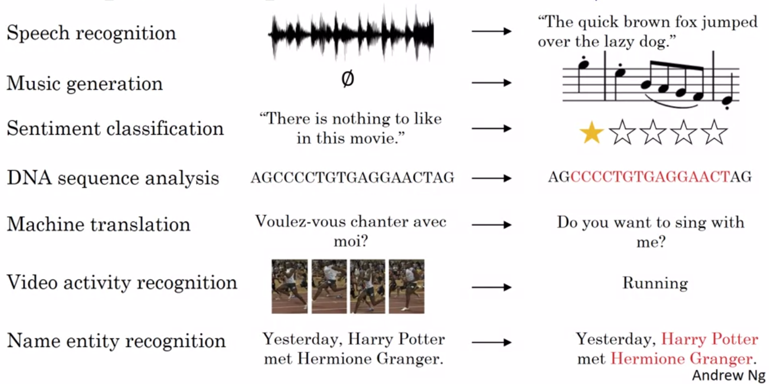 Speech recognition
“The quick brown fox jumped
over the lazy dog.”
Music generation
∅
Sentiment classification
“There is nothing to like
in this movie.”
DNA sequence analysis
AGCCCCTGTGAGGAACTAG
AGCCCCTGTGAGGAACTAG
Machine translation
Voulez-vous chanter avec
moi?
Do you want to sing with
me?
Video activity recognition
Running
Name entity recognition
Yesterday, Harry Potter
met Hermione Granger.
Yesterday, Harry Potter
met Hermione Granger.
Andrew Ng